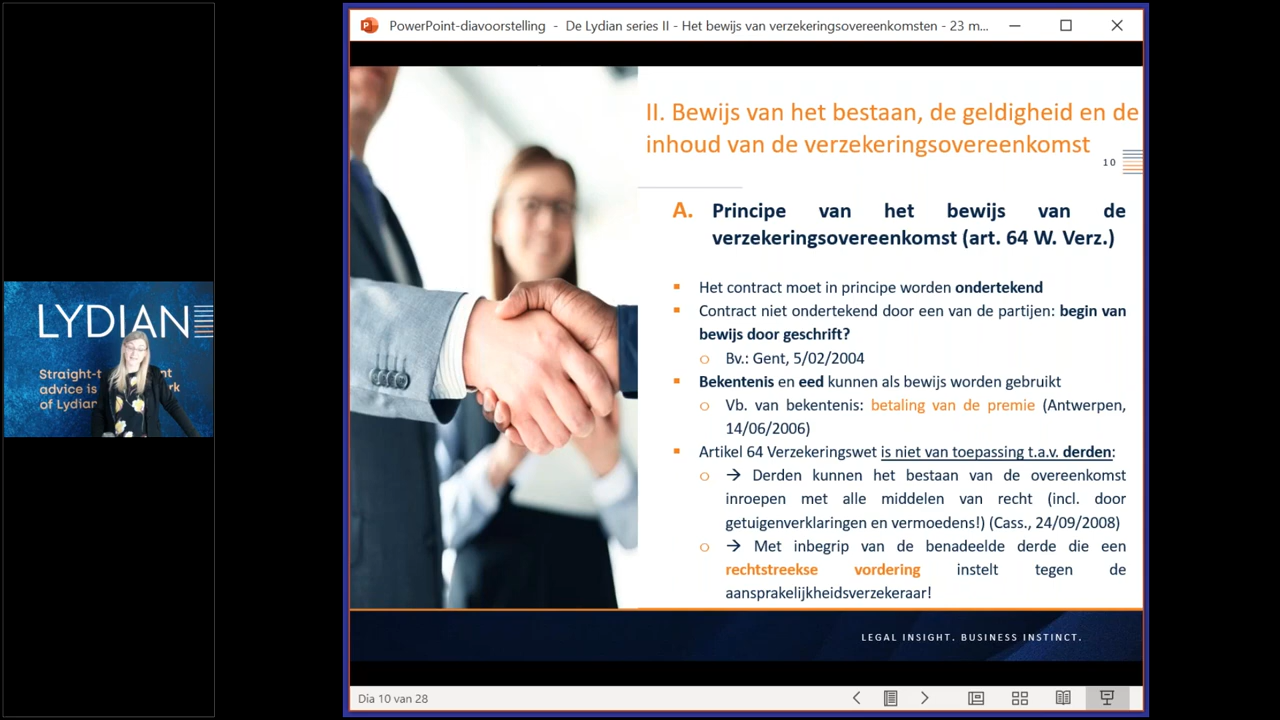 PowerPoint-diavoorstelling - De Lydian series II - Het bewijs van verzekeringsovereenkomsten - 23 m...
II. Bewijs van het bestaan, de geldigheid en de
inhoud van de verzekeringsovereenkomst
10
A. Principe van het bewijs van de
verzekeringsovereenkomst (art. 64 W. Verz.)
▪ Het contract moet in principe worden ondertekend
▪ Contract niet ondertekend door een van de partijen: begin van
bewijs door geschrift?
o Bv.: Gent, 5/02/2004
▪ Bekentenis en eed kunnen als bewijs worden gebruikt
o Vb. van bekentenis: betaling van de premie (Antwerpen,
14/06/2006)
▪ Artikel 64 Verzekeringswet is niet van toepassing t.a.v. derden:
o → Derden kunnen het bestaan van de overeenkomst
inroepen met alle middelen van recht (incl. door
getuigenverklaringen en vermoedens!) (Cass., 24/09/2008)
o → Met inbegrip van de benadeelde derde die een
rechtstreekse vordering instelt tegen de
aansprakelijkheidsverzekeraar!
LEGAL INSIGHT. BUSINESS INSTINCT.
Dia 10 van 28
LYDIAN
Straight-t
advice is
of Lydian